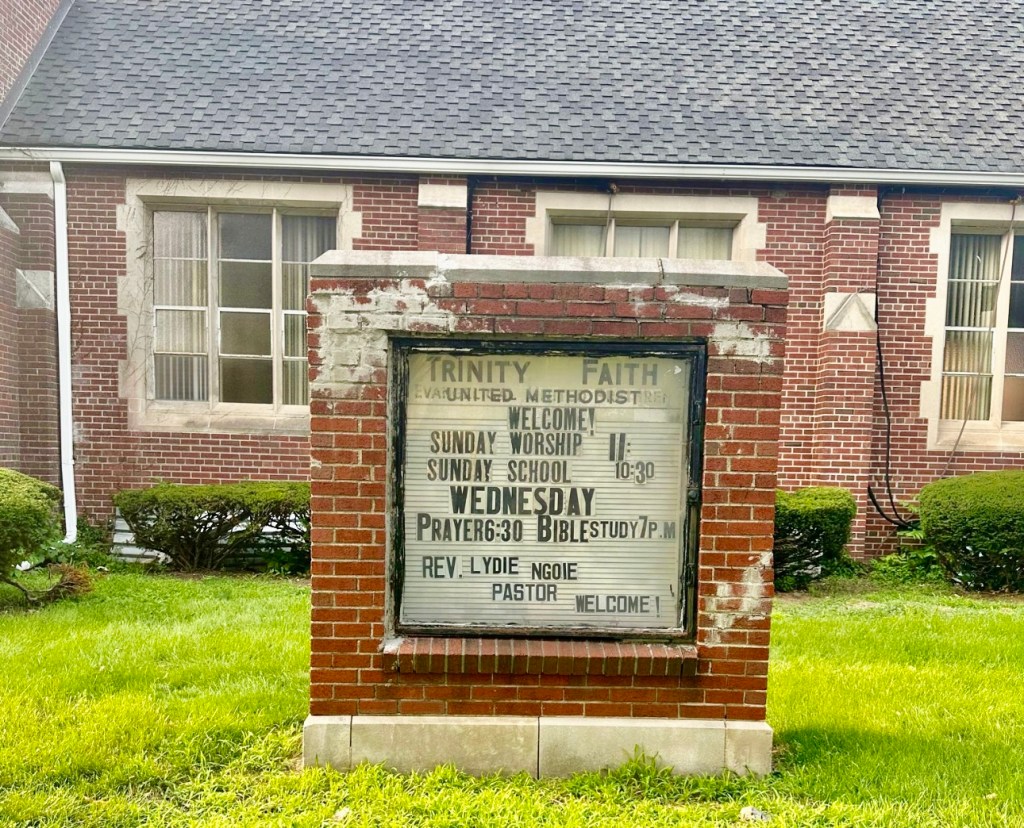 TRINITY FAITH
UNITED METHODIST
WELCOME!
SUNDAY WORSHIP 11:
SUNDAY SCHOOL 10:30
WEDNESDAY
PRAYER6:30 BIBLESTUDY7P.M
REV. LYDIE NGOIE
PASTOR WELCOME!